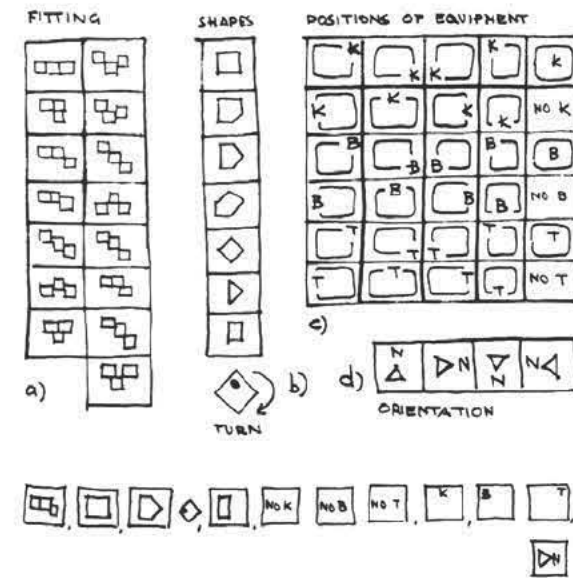 FITTING SHAPES POSITIONS OF EQUIPMENT
K K K K K
K K K K NO K
B B B B B
B B B B NO B
T T T T T
T T T T NO T
c)
a) b) d) N N N N
TURN ORIENTATION
, , , , NO K NO B NO T , K , B T ,
N